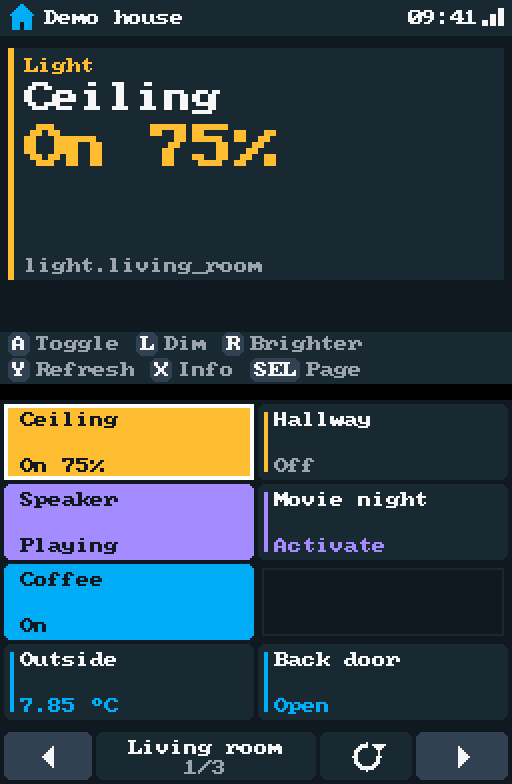 Demo house 09:41
Light
Ceiling
On 75%
light.living_room
A Toggle L Dim R Brighter
Y Refresh X Info SEL Page
Ceiling Hallway
On 75% Off
Speaker Movie night
Playing Activate
Coffee
On
Outside Back door
7.85 °C Open
Living room
1/3